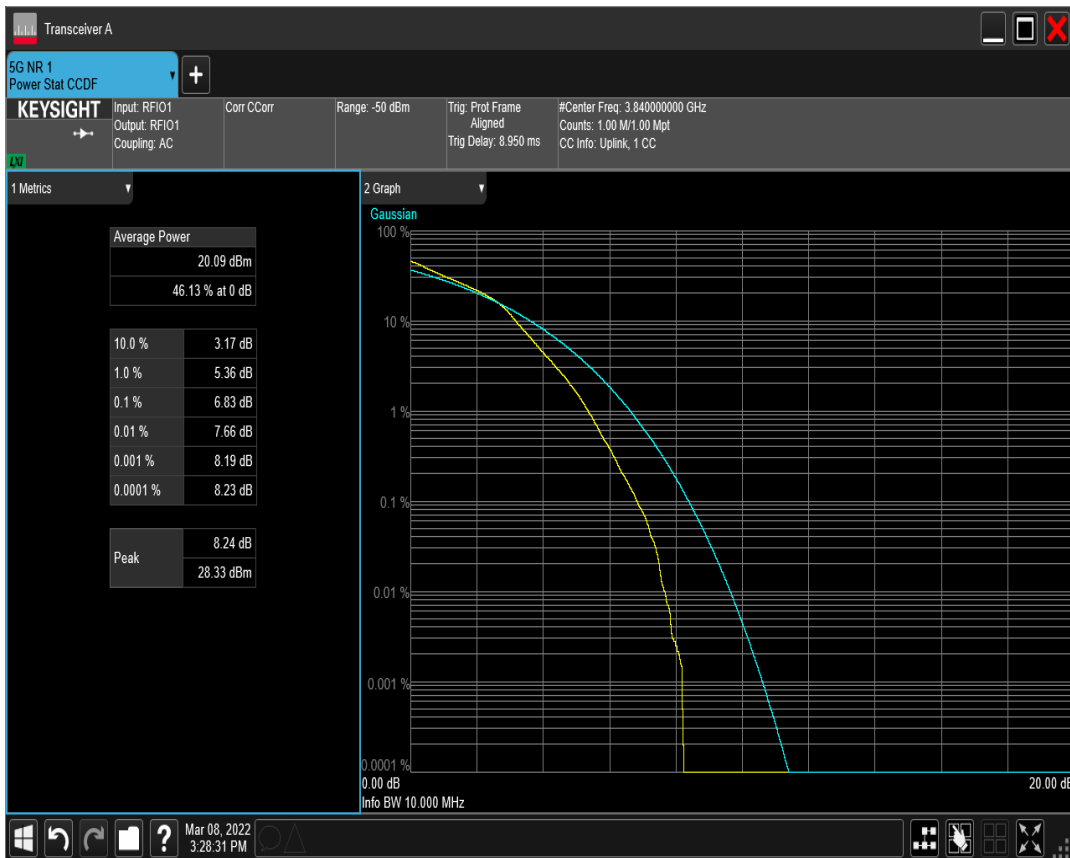 Transceiver A
5G NR 1
Power Stat CCDF
KEYSIGHT
LXI
Input: RFIO1
Output: RFIO1
Coupling: AC
Corr CCorr
Range: -50 dBm
Trig: Prot Frame
Aligned
Trig Delay: 8.950 ms
#Center Freq: 3.840000000 GHz
Counts: 1.00 M/1.00 Mpt
CC Info: Uplink, 1 CC
1 Metrics
Average Power
20.09 dBm
46.13 % at 0 dB
10.0 % 3.17 dB
1.0 % 5.36 dB
0.1 % 6.83 dB
0.01 % 7.66 dB
0.001 % 8.19 dB
0.0001 % 8.23 dB
Peak
8.24 dB
28.33 dBm
2 Graph
Gaussian
100 %
10 %
1 %
0.1 %
0.01 %
0.001 %
0.0001 %
0.00 dB
20.00 dB
Info BW 10.000 MHz
?
Mar 08, 2022
3:28:31 PM